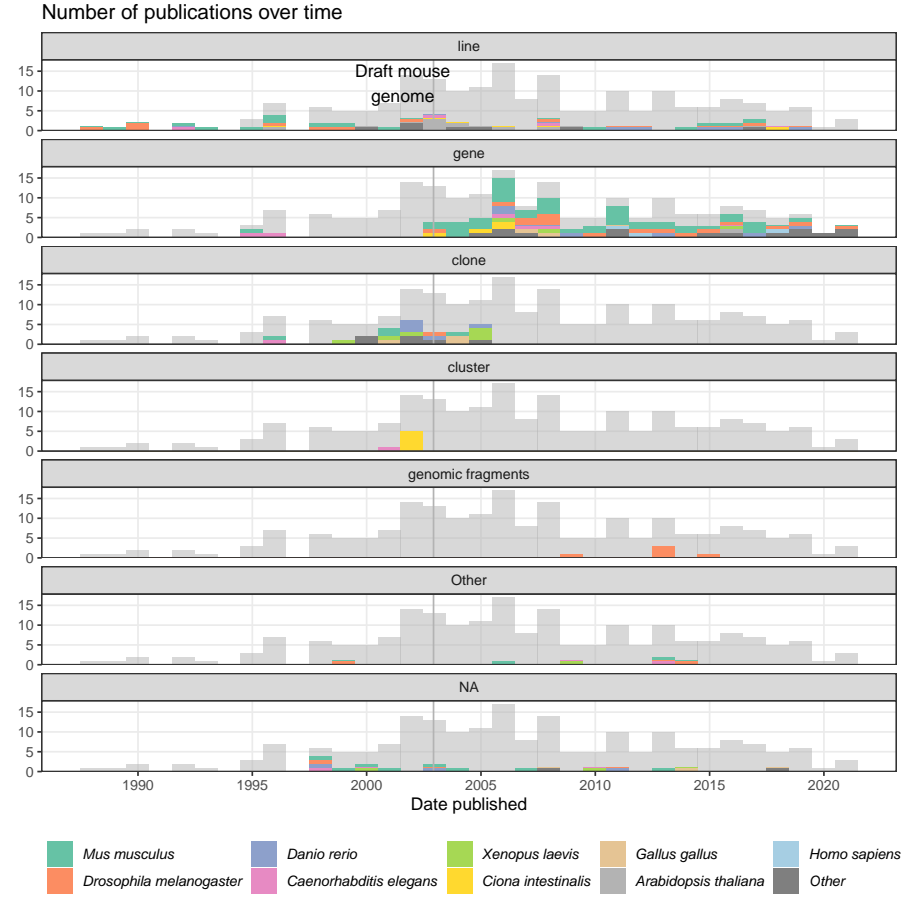 Number of publications over time
line
15
10
5
0
Draft mouse
genome
gene
15
10
5
0
clone
15
10
5
0
cluster
15
10
5
0
genomic fragments
15
10
5
0
Other
15
10
5
0
NA
15
10
5
0
1990 1995 2000 2005 2010 2015 2020
Date published
Mus musculus Danio rerio Xenopus laevis Gallus gallus Homo sapiens
Drosophila melanogaster Caenorhabditis elegans Ciona intestinalis Arabidopsis thaliana Other